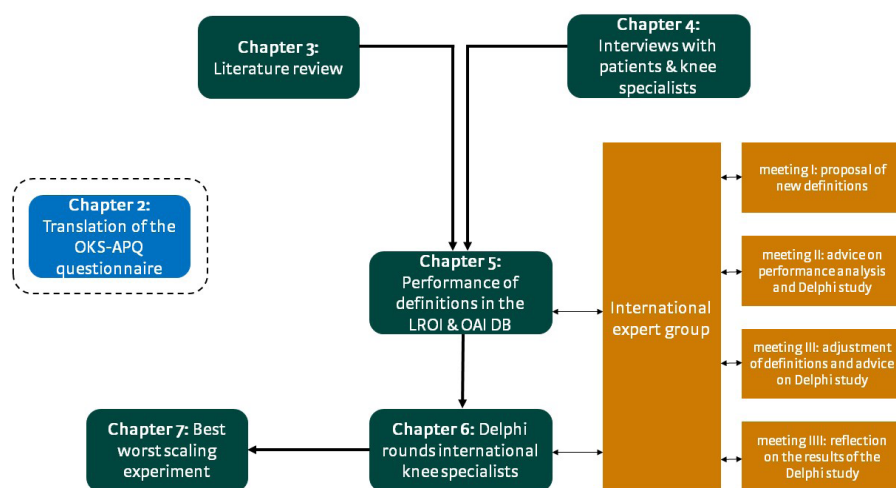 Chapter 3:
Literature review
Chapter 4:
Interviews with
patients & knee
specialists
Chapter 2:
Translation of the
OKS-APQ
questionnaire
Chapter 5:
Performance of
definitions in the
LROI & OAI DB
International
expert group
meeting I: proposal of
new definitions
meeting II: advice on
performance analysis
and Delphi study
meeting III: adjustment
of definitions and advice
on Delphi study
meeting IIII: reflection
on the results of the
Delphi study
Chapter 7: Best
worst scaling
experiment
Chapter 6: Delphi
rounds international
knee specialists